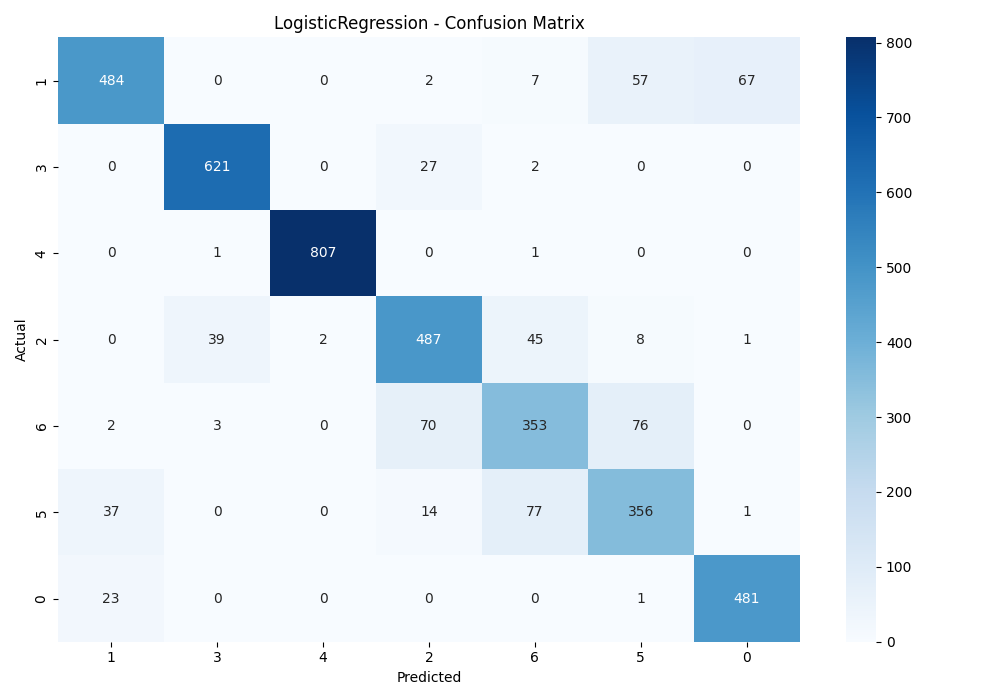 LogisticRegression - Confusion Matrix
1 484 0 0 2 7 57 67
3 0 621 0 27 2 0 0
4 0 1 807 0 1 0 0
2 0 39 2 487 45 8 1
6 2 3 0 70 353 76 0
5 37 0 0 14 77 356 1
0 23 0 0 0 0 1 481
1 3 4 2 6 5 0
Actual
Predicted
800
700
600
500
400
300
200
100
0